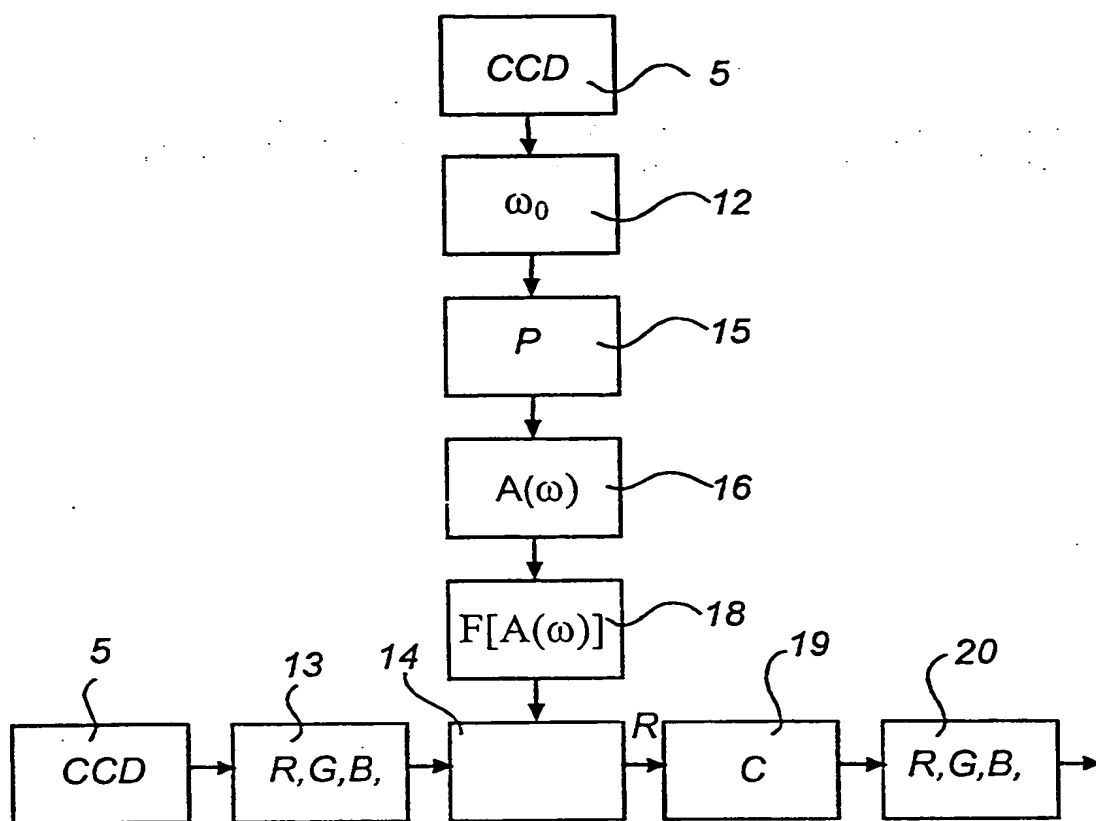 CCD 5
ω₀ 12
P 15
A(ω) 16
F[A(ω)] 18
5 13 14 R 19 20
CCD R,G,B, C R,G,B,